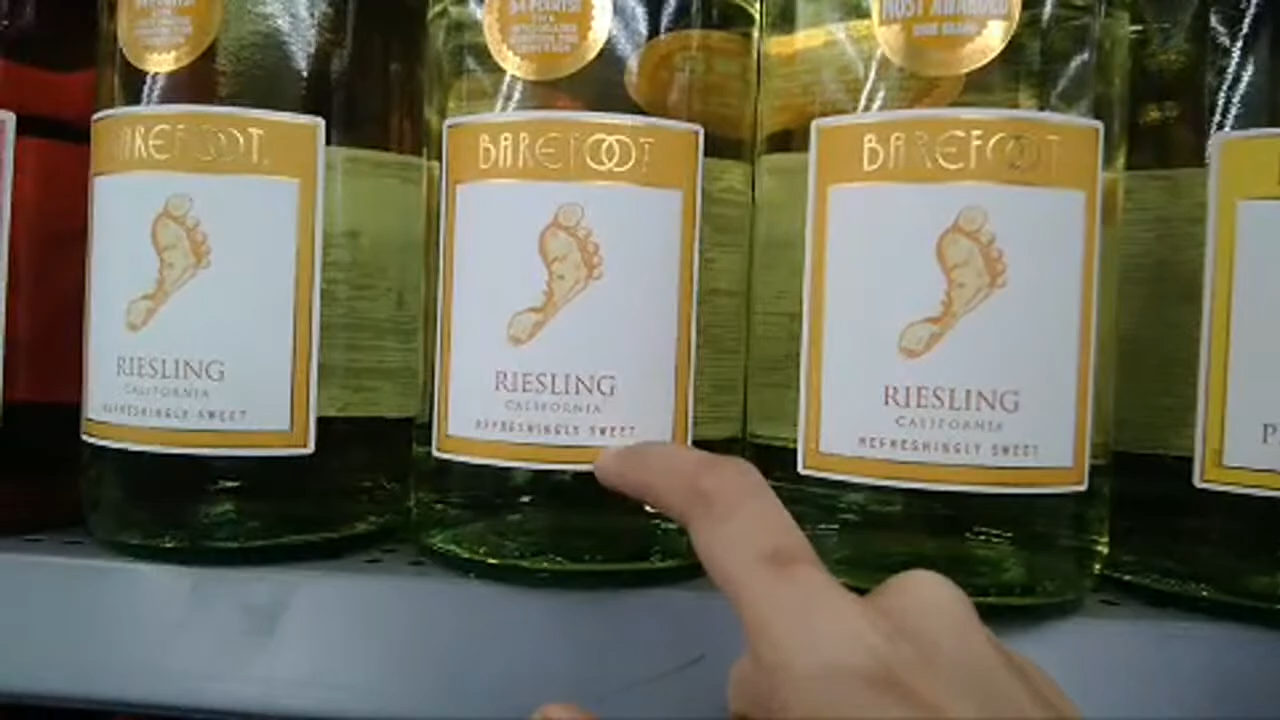 MOST AWARDED
BAREFOOT
RIESLING
CALIFORNIA
REFRESHINGLY SWEET
BAREFOOT
RIESLING
CALIFORNIA
REFRESHINGLY SWEET
BAREFOOT
RIESLING
CALIFORNIA
REFRESHINGLY SWEET
P